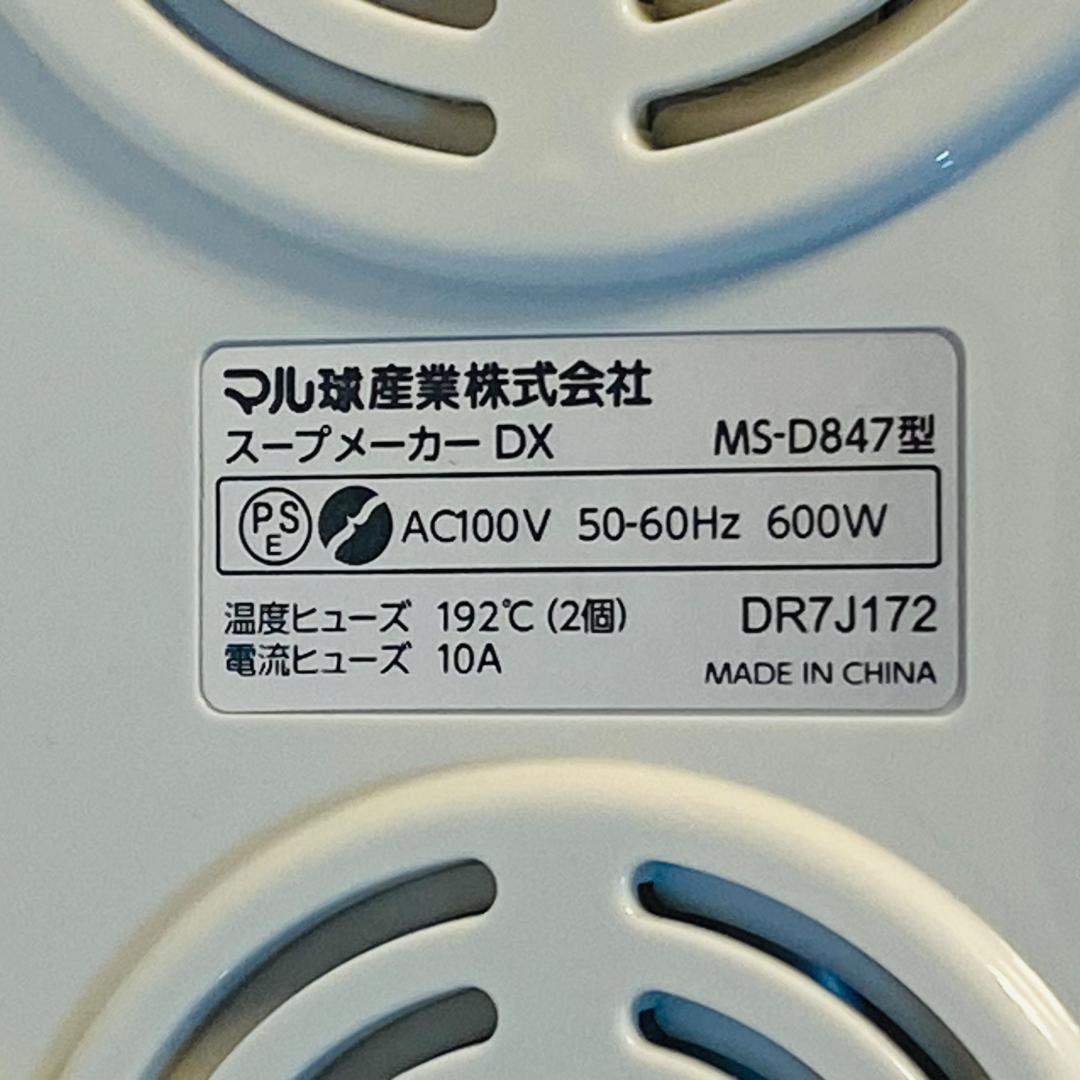 マル球産業株式会社
スープメーカー DX MS-D847型
PSE AC100V 50-60Hz 600W
温度ヒューズ 192℃ (2個) DR7J172
電流ヒューズ 10A MADE IN CHINA